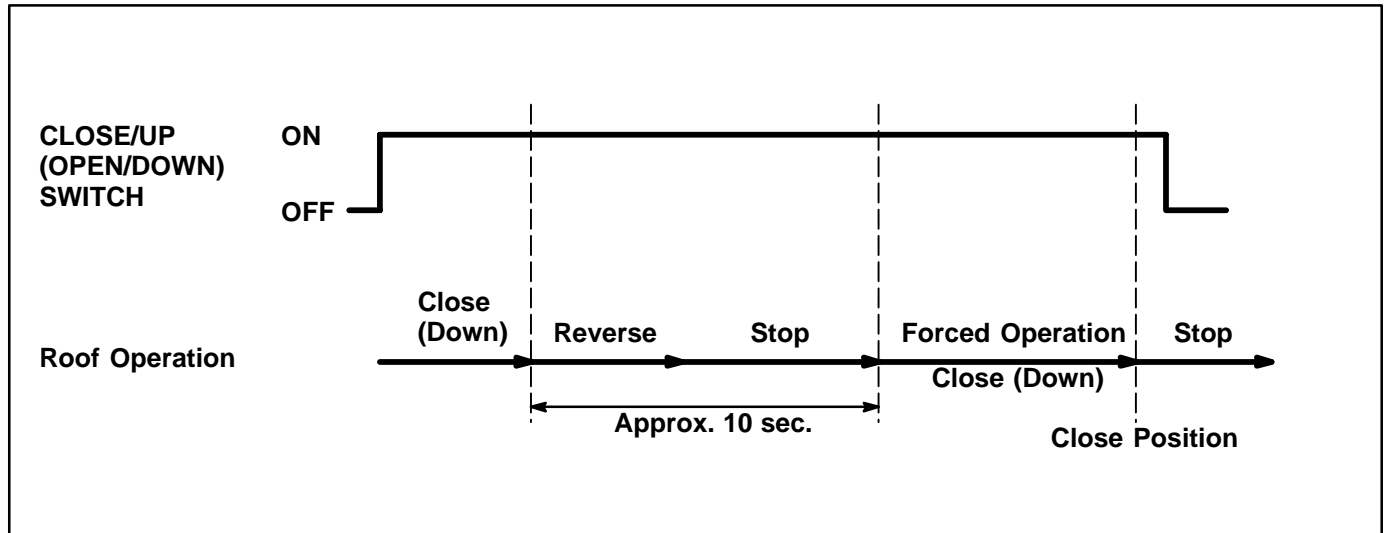 CLOSE/UP ON
(OPEN/DOWN)
SWITCH
OFF
Close
(Down) Reverse Stop Forced Operation Stop
Roof Operation
Close (Down)
Approx. 10 sec.
Close Position